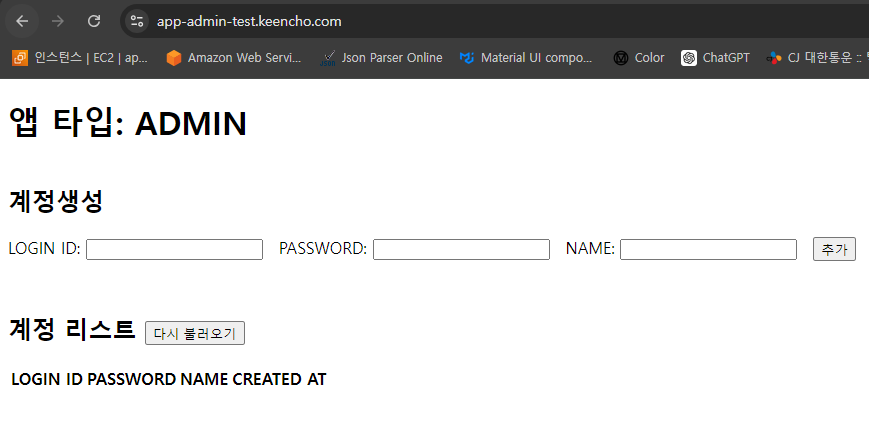 app-admin-test.keencho.com
인스턴스 | EC2 | ap... Amazon Web Servi... Json Parser Online Material UI compo... Color ChatGPT CJ 대한통운 ::
앱 타입: ADMIN
계정생성
LOGIN ID: PASSWORD: NAME: 추가
계정 리스트 다시 불러오기
LOGIN ID PASSWORD NAME CREATED AT